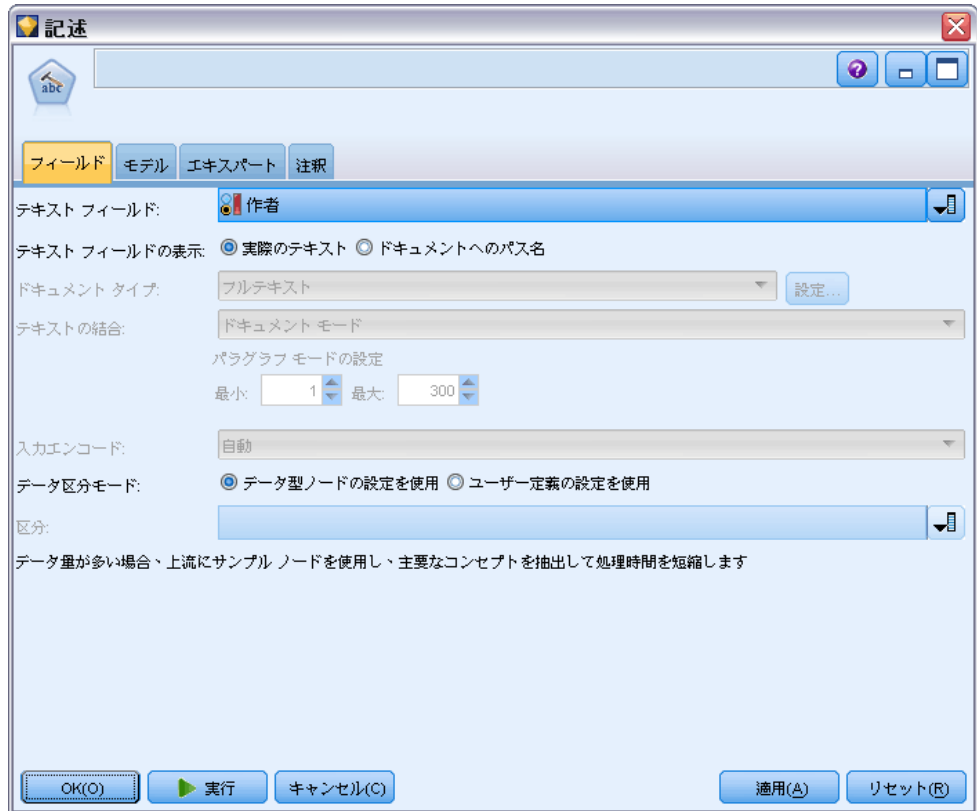 記述
abc
フィールド モデル エキスパート 注釈
テキスト フィールド: 作者
テキスト フィールドの表示: 実際のテキスト ドキュメントへのパス名
ドキュメント タイプ: フルテキスト 設定...
テキストの結合: ドキュメント モード
パラグラフ モードの設定
最小: 1 最大: 300
入力エンコード: 自動
データ区分モード: データ型ノードの設定を使用 ユーザー定義の設定を使用
区分:
データ量が多い場合、上流にサンプル ノードを使用し、主要なコンセプトを抽出して処理時間を短縮します
OK(O) 実行 キャンセル(C) 適用(A) リセット(R)